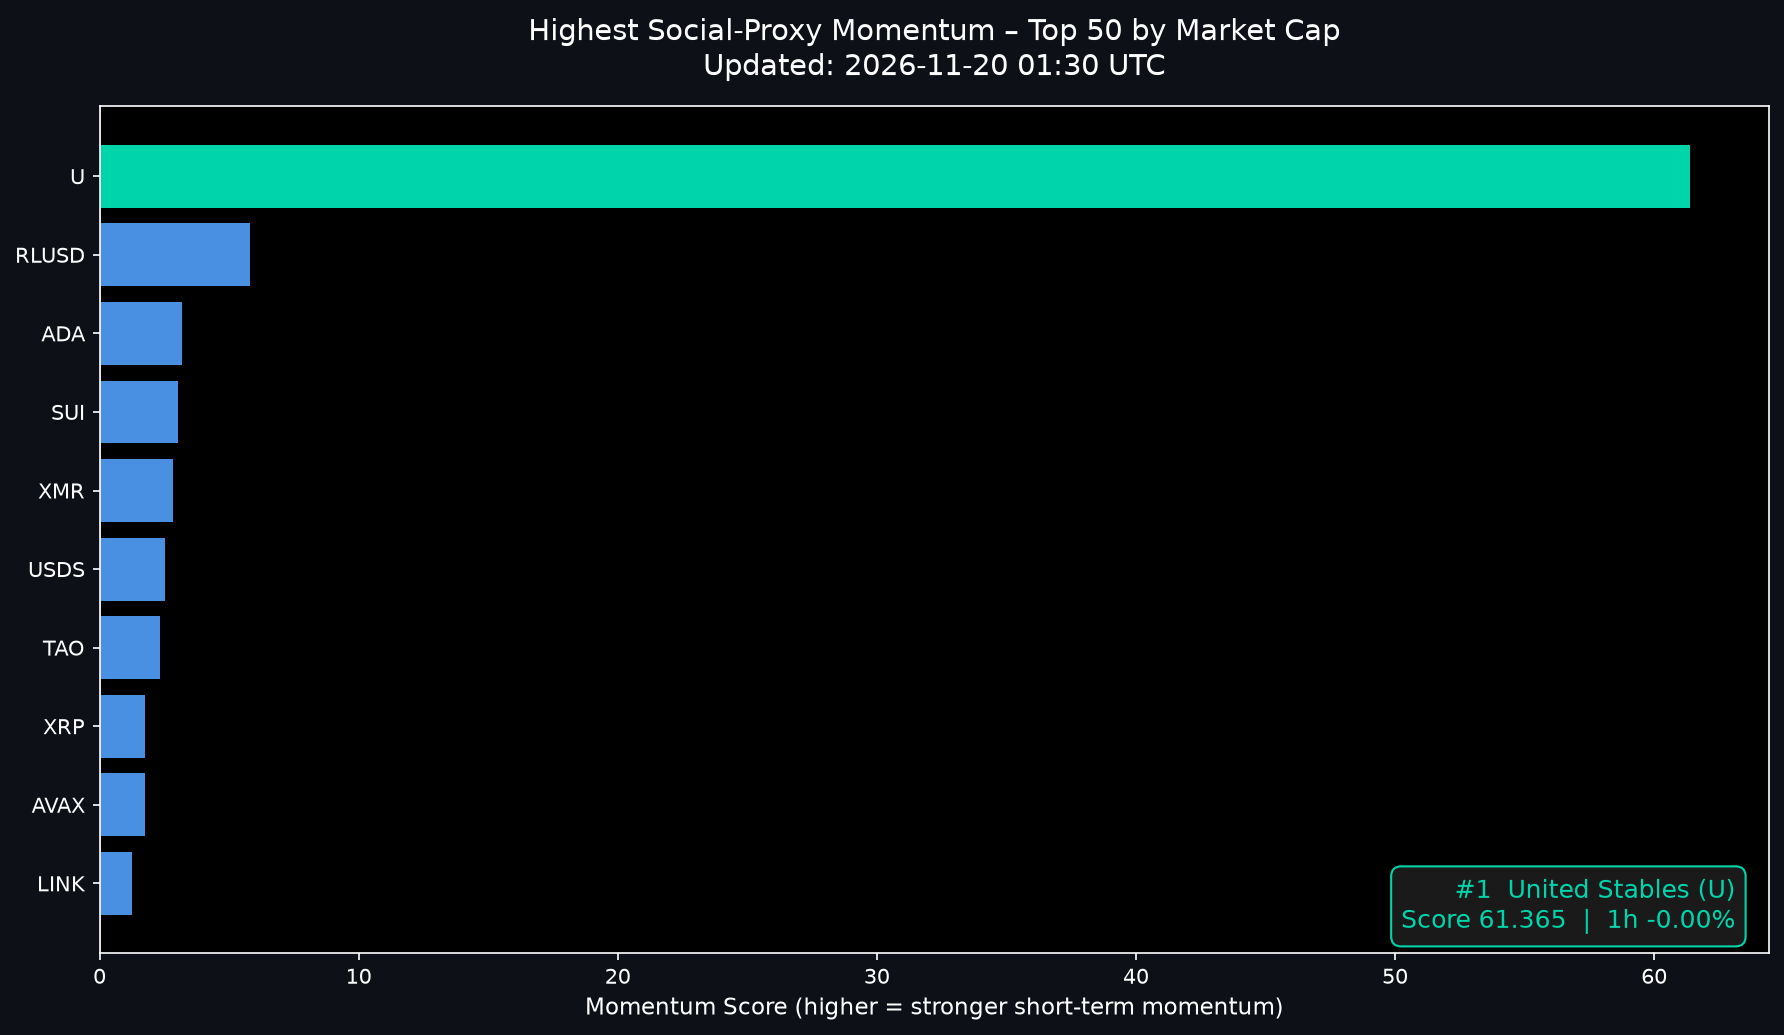 Highest Social-Proxy Momentum – Top 50 by Market Cap
Updated: 2026-11-20 01:30 UTC
U
RLUSD
ADA
SUI
XMR
USDS
TAO
XRP
AVAX
LINK
#1  United Stables (U)
Score 61.365  |  1h -0.00%
0 10 20 30 40 50 60
Momentum Score (higher = stronger short-term momentum)